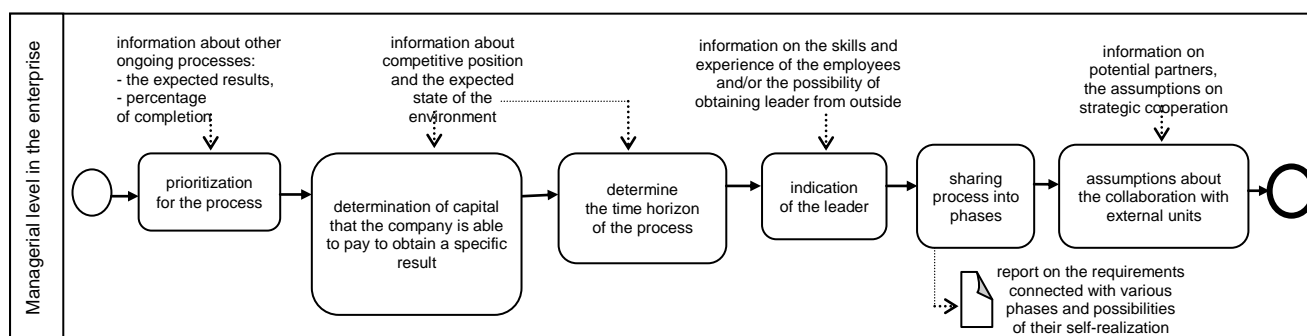 Managerial level in the enterprise
information about other
ongoing processes:
- the expected results,
- percentage
of completion
information about
competitive position
and the expected
state of the
environment
information on the skills and
experience of the employees
and/or the possibility of
obtaining leader from outside
information on
potential partners,
the assumptions on
strategic cooperation
prioritization
for the process
determination of capital
that the company is able
to pay to obtain a specific
result
determine
the time horizon
of the process
indication
of the leader
sharing
process into
phases
assumptions about
the collaboration with
external units
report on the requirements
connected with various
phases and possibilities
of their self-realization